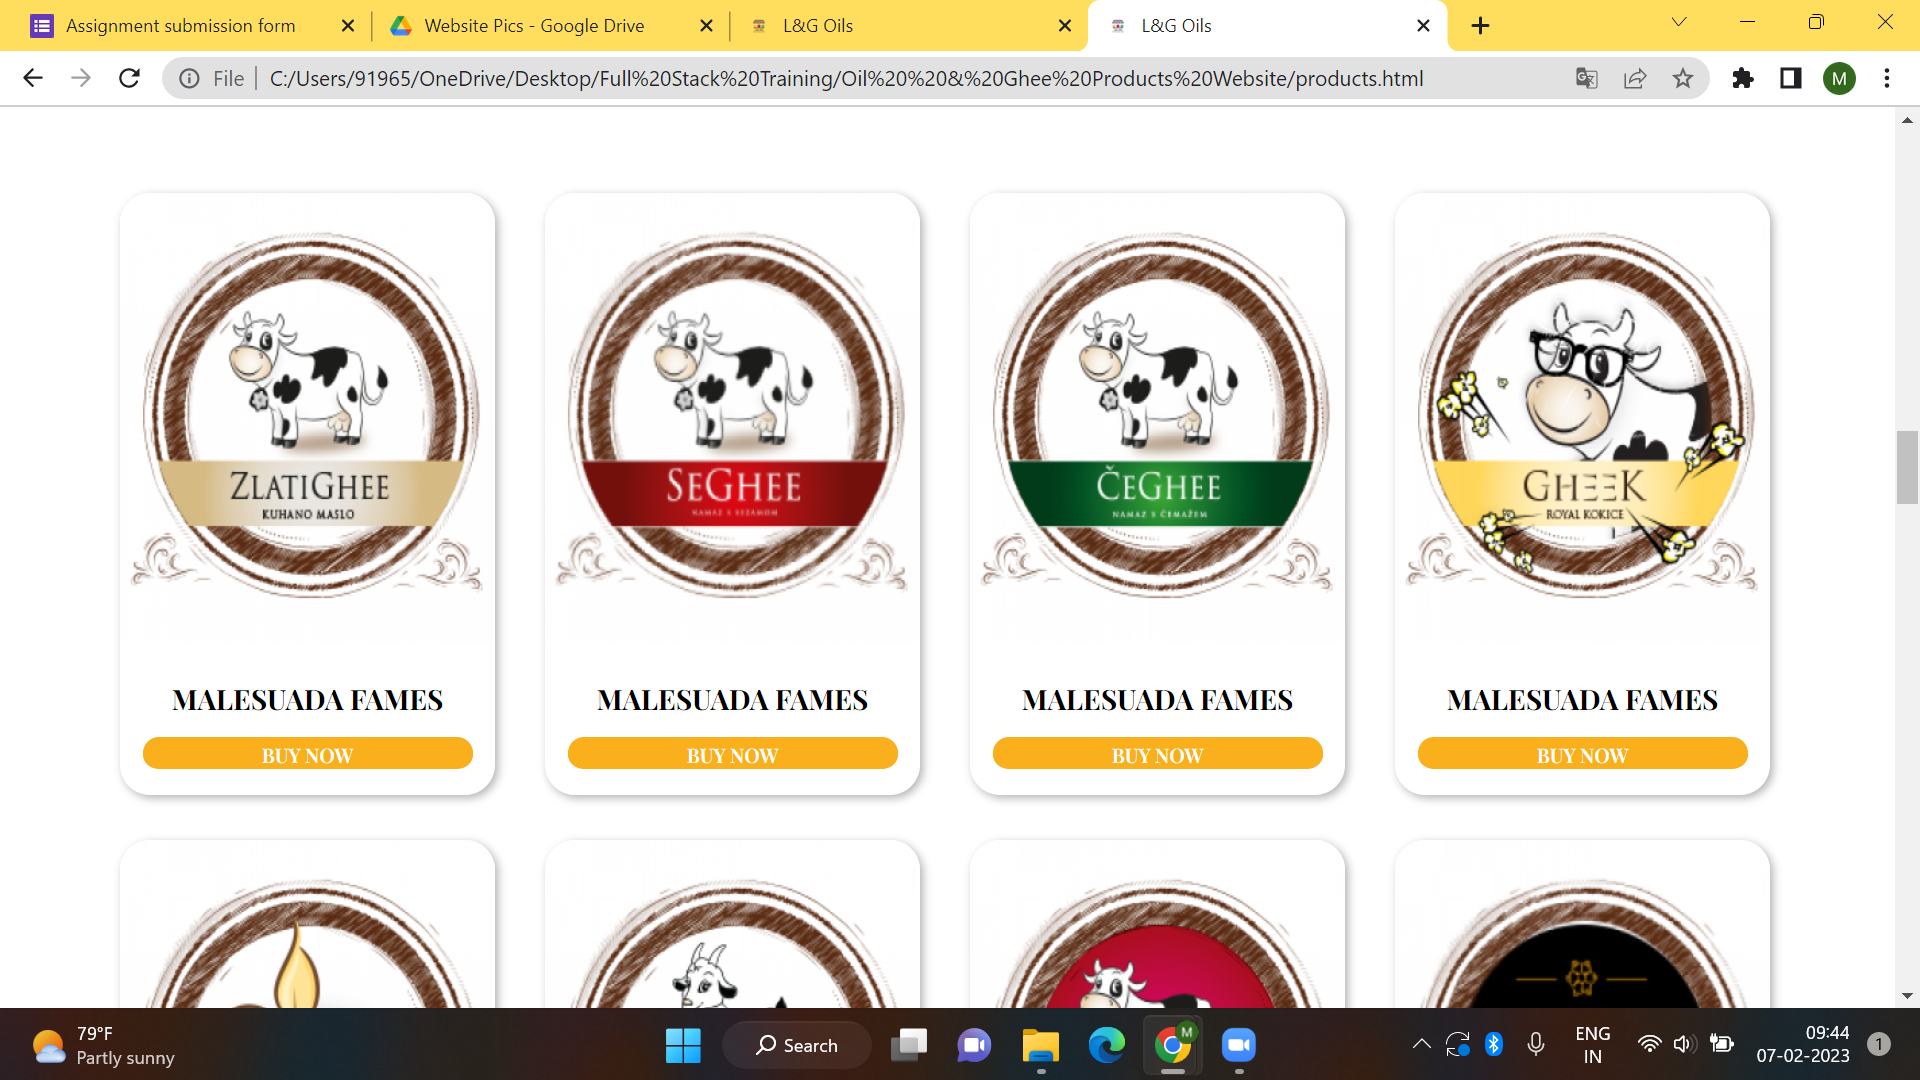 Assignment submission form
Website Pics - Google Drive
L&G Oils
L&G Oils
File
C:/Users/91965/OneDrive/Desktop/Full%20Stack%20Training/Oil%20%20&%20Ghee%20Products%20Website/products.html
M
ZLATIGHEE
KUHANO MASLO
SEGHEE
NAMAZ S SEZAMOM
ČEGHEE
NAMAZ S ČEMAŽEM
GHEEK
ROYAL KOKICE
MALESUADA FAMES
MALESUADA FAMES
MALESUADA FAMES
MALESUADA FAMES
BUY NOW
BUY NOW
BUY NOW
BUY NOW
79°F
Partly sunny
Search
M
ENG
IN
09:44
07-02-2023
1